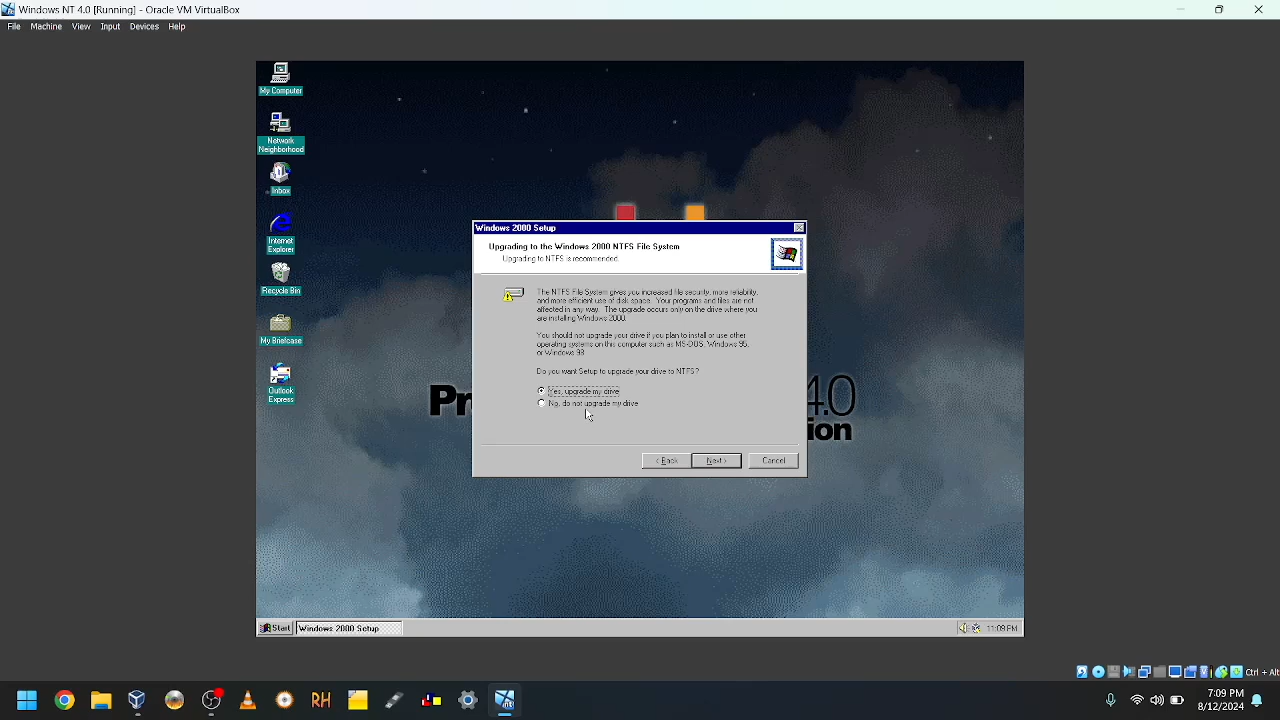 Windows NT 4.0 [Running] - Oracle VM VirtualBox
File Machine View Input Devices Help
My Computer
Network
Neighborhood
Inbox
Internet
Explorer
Recycle Bin
My Briefcase
Outlook
Express
Windows 2000 Setup
Upgrading to the Windows 2000 NTFS File System
Upgrading to NTFS is recommended.
The NTFS File System gives you increased file security, more reliability,
and more efficient use of disk space. Your programs and files are not
affected in any way. The upgrade occurs only on the drive where you
are installing Windows 2000.
You should not upgrade your drive if you plan to install or use other
operating systems on this computer such as MS-DOS, Windows 95,
or Windows 98.
Do you want Setup to upgrade your drive to NTFS?
Yes, upgrade my drive
No, do not upgrade my drive
< Back Next > Cancel
Pr 4.0
ion
Start Windows 2000 Setup 11:09 PM
Ctrl + Alt
RH
7:09 PM
8/12/2024